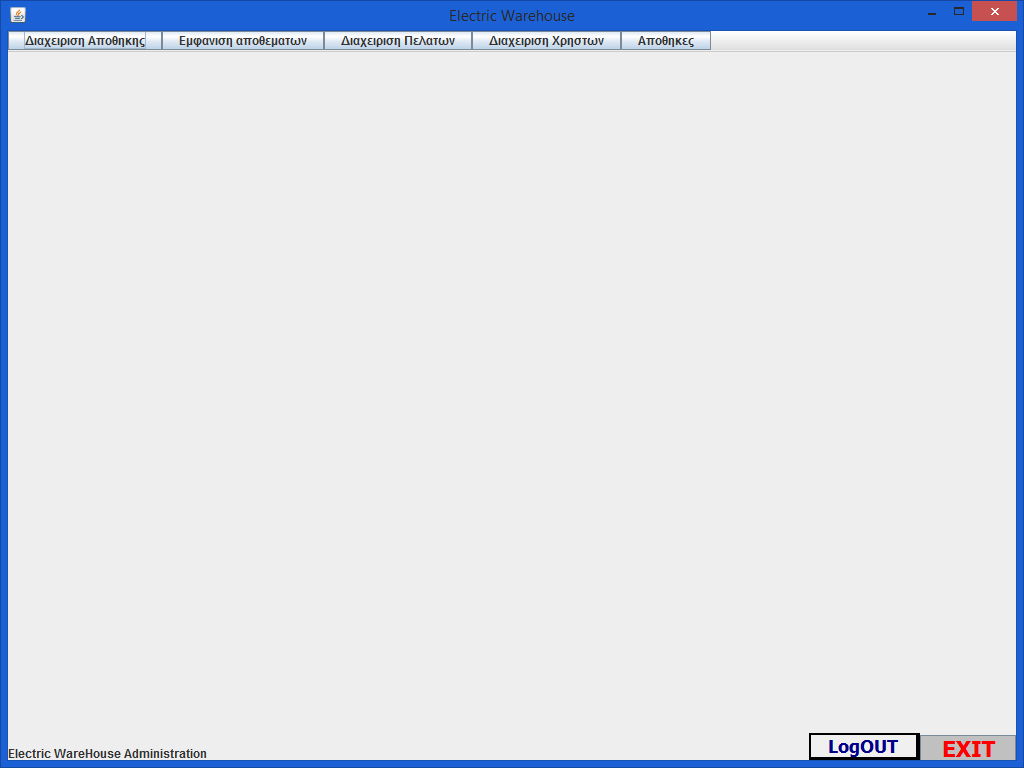 Electric Warehouse
Διαχειριση Αποθηκης Εμφανιση αποθεματων Διαχειριση Πελατων Διαχειριση Χρηστων Αποθηκες
Electric WareHouse Administration LogOUT EXIT